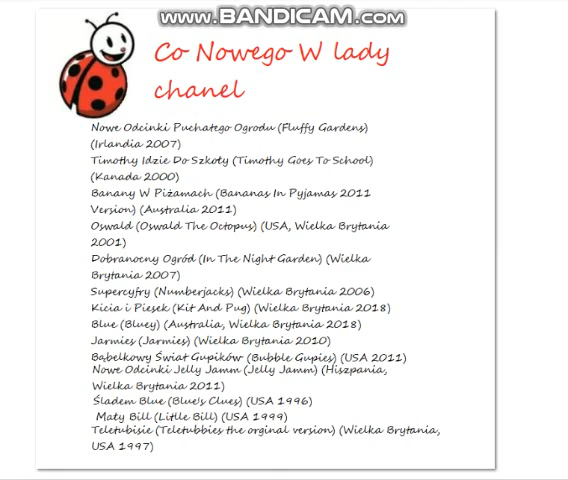 www.BANDICAM.com
Co Nowego W lady
chanel
Nowe Odcinki Puchatego Ogrodu (Fluffy Gardens)
(Irlandia 2007)
Timothy Idzie Do Szkoły (Timothy Goes To School)
(Kanada 2000)
Banany W Piżamach (Bananas In Pyjamas 2011
Version) (Australia 2011)
Oswald (Oswald The Octopus) (USA, Wielka Brytania
2001)
Dobranocny Ogród (In The Night Garden) (Wielka
Brytania 2007)
Supercyfry (Numberjacks) (Wielka Brytania 2006)
Kicia i Piesek (Kit And Pug) (Wielka Brytania 2018)
Blue (Bluey) (Australia, Wielka Brytania 2018)
Jarmies (Jarmies) (Wielka Brytania 2010)
Bąbelkowy Świat Gupików (Bubble Gupies) (USA 2011)
Nowe Odcinki Jelly Jamm (Jelly Jamm) (Hiszpania,
Wielka Brytania 2011)
Śladem Blue (Blue's Clues) (USA 1996)
Mały Bill (Litlle Bill) (USA 1999)
Teletubisie (Teletubbies the orginal version) (Wielka Brytania,
USA 1997)